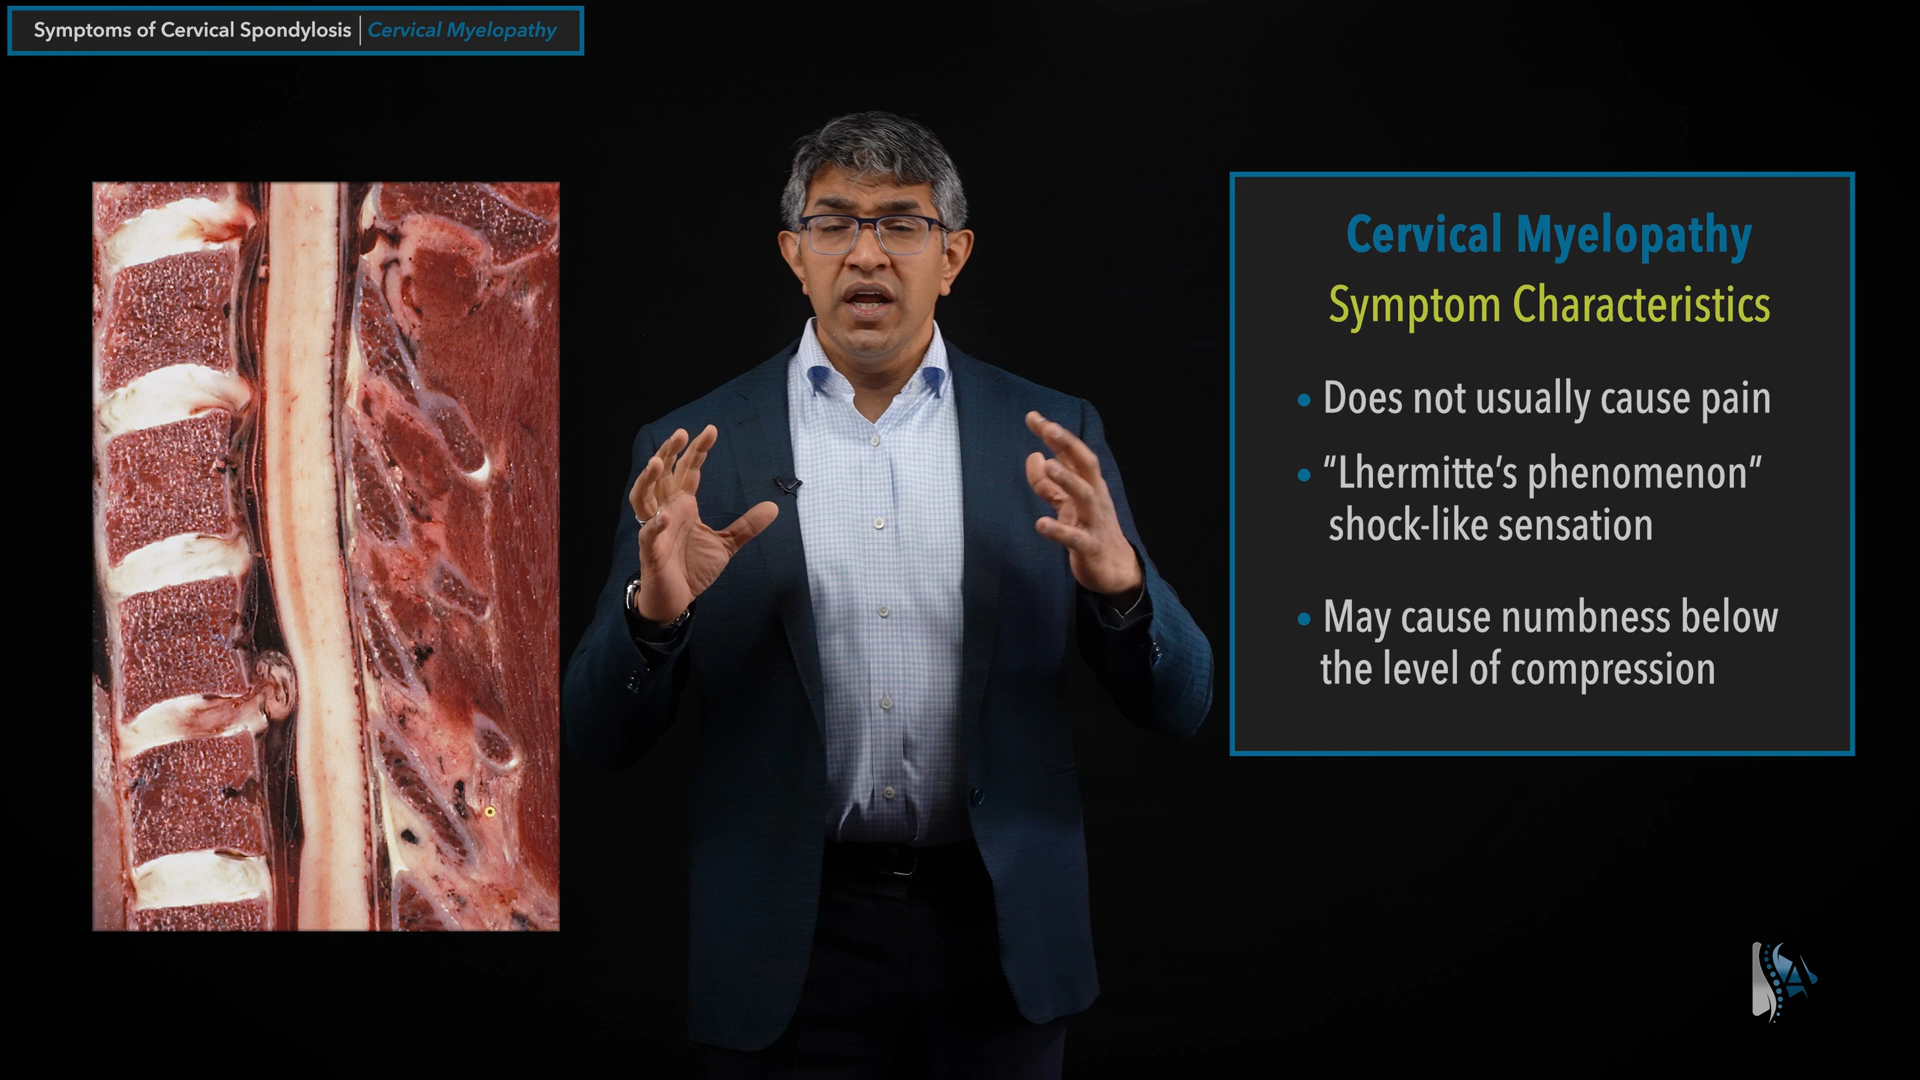 Symptoms of Cervical Spondylosis | Cervical Myelopathy
Cervical Myelopathy
Symptom Characteristics
• Does not usually cause pain
• “Lhermitte’s phenomenon”
shock-like sensation
• May cause numbness below
the level of compression
A